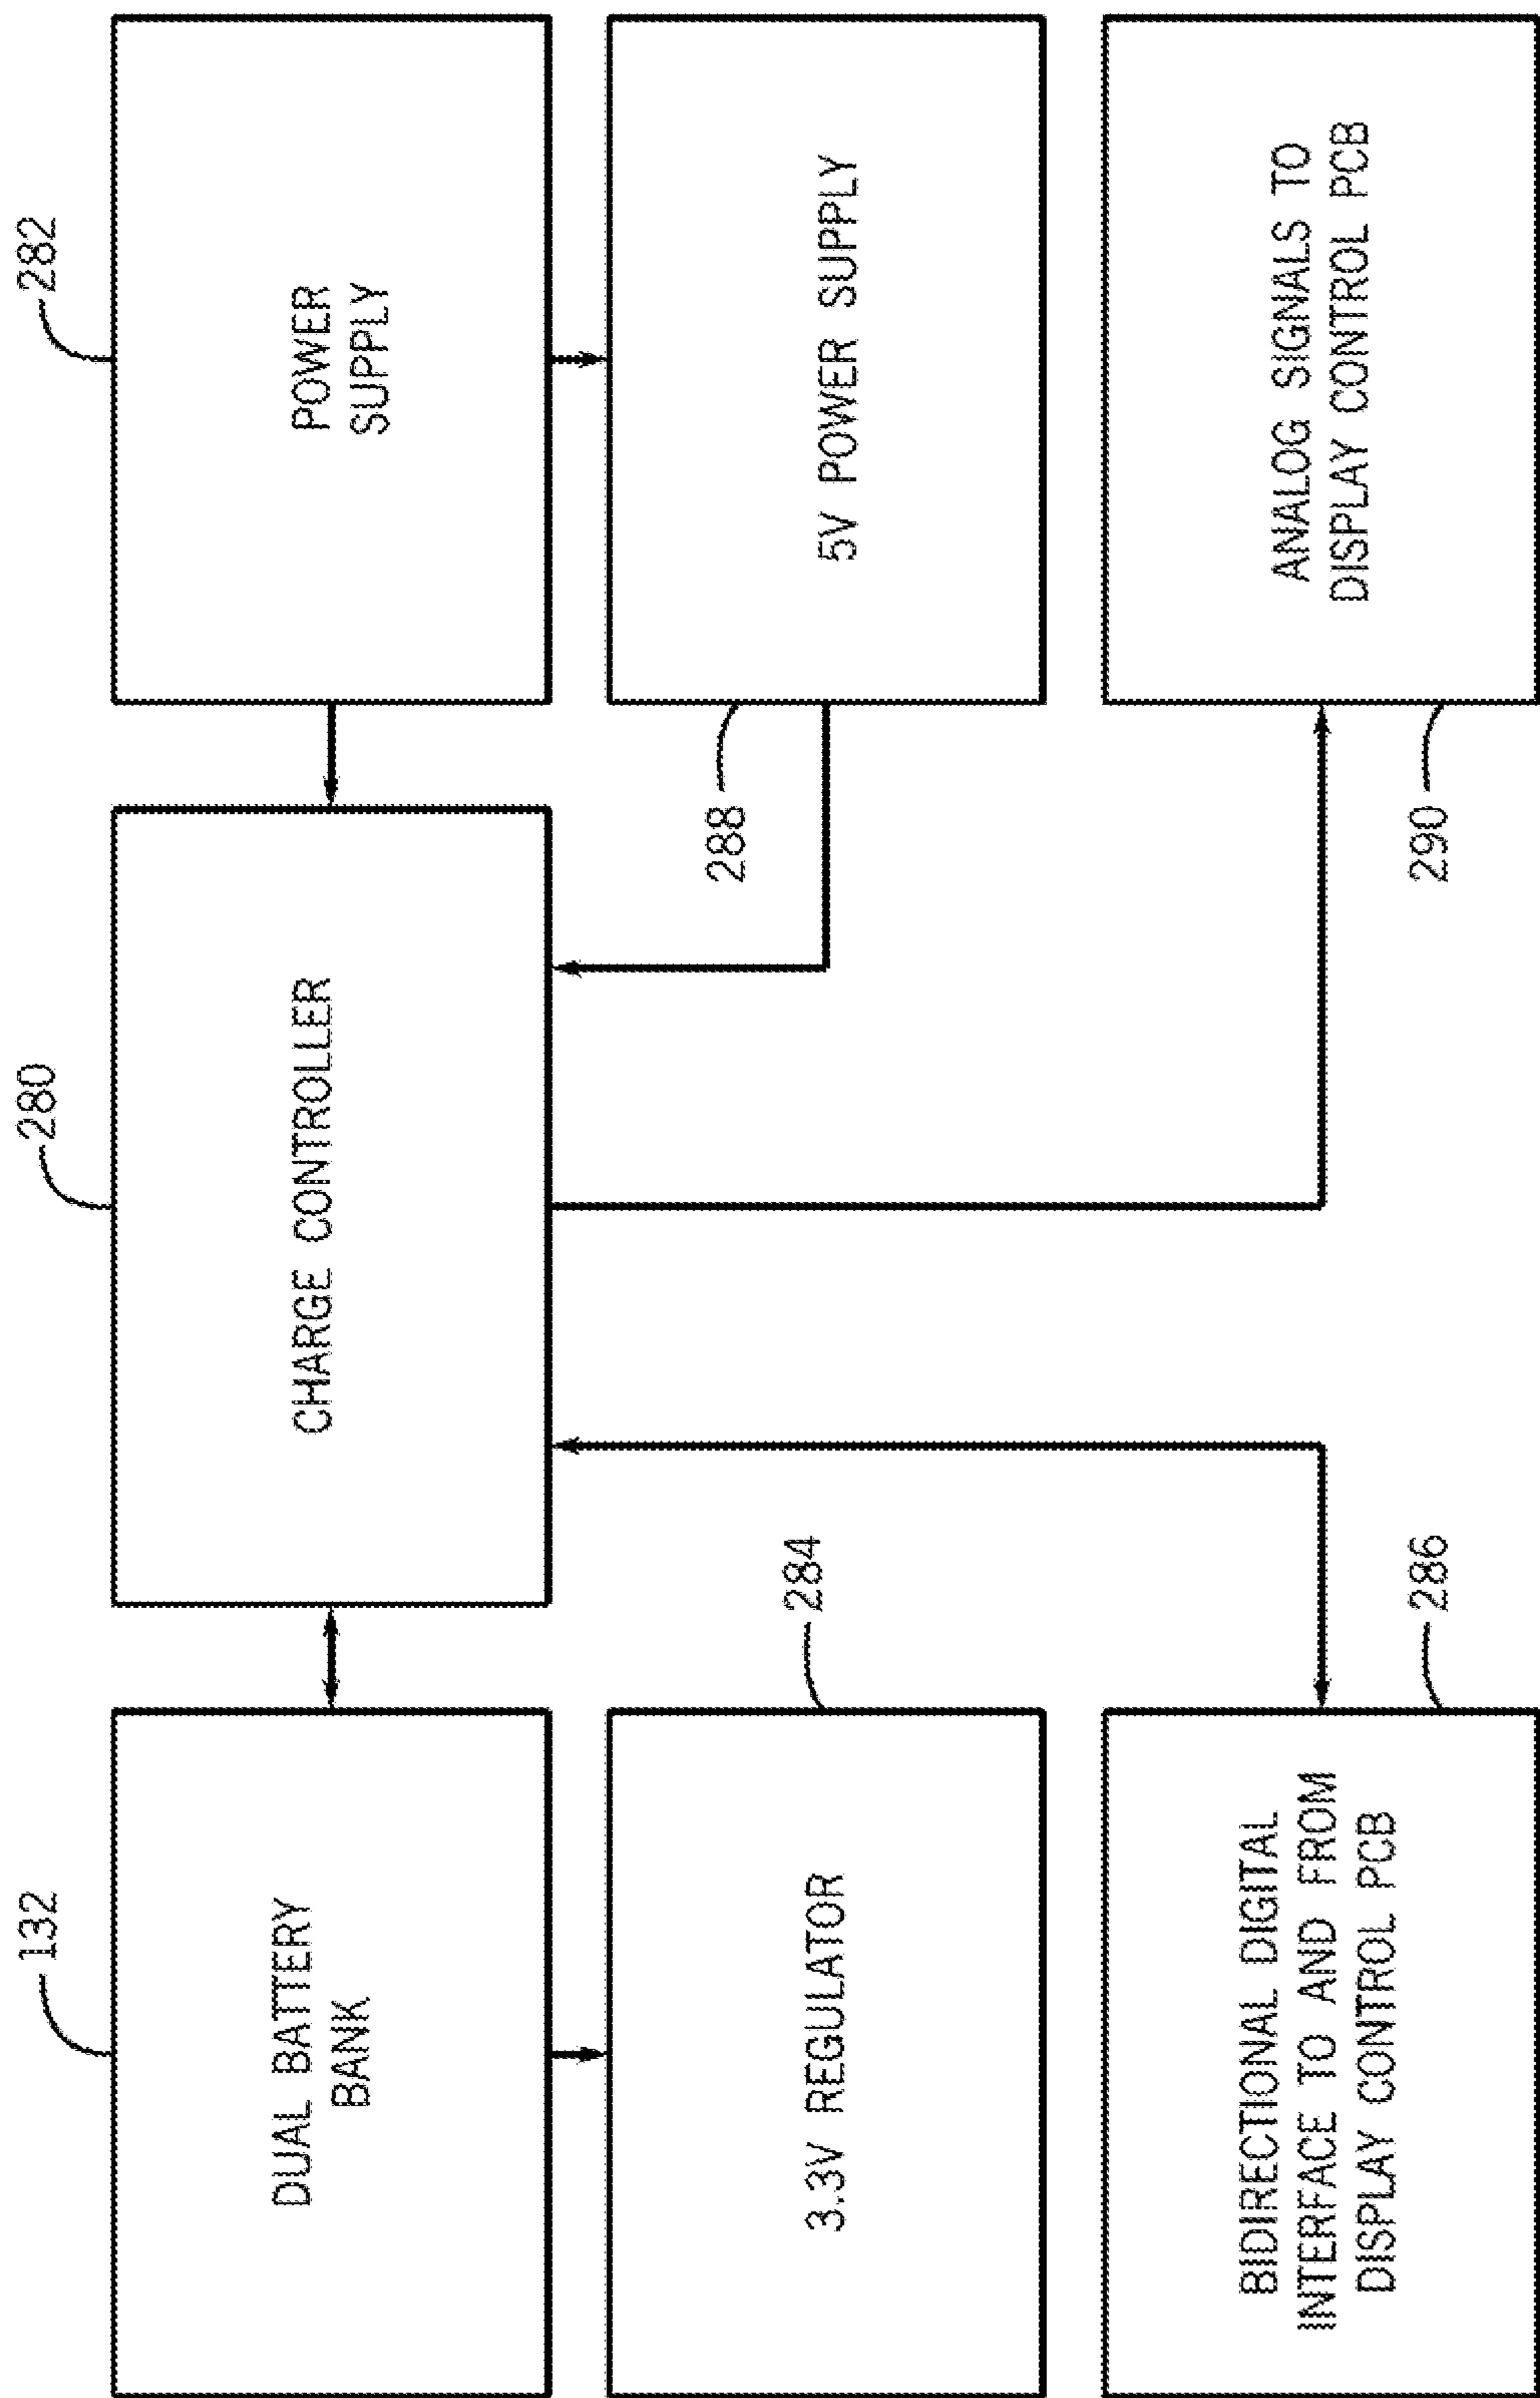 132
DUAL BATTERY
BANK
280
CHARGE CONTROLLER
282
POWER
SUPPLY
3.3V REGULATOR
284
288
5V POWER SUPPLY
BIDIRECTIONAL DIGITAL
INTERFACE TO AND FROM
DISPLAY CONTROL PCB
286
290
ANALOG SIGNALS TO
DISPLAY CONTROL PCB